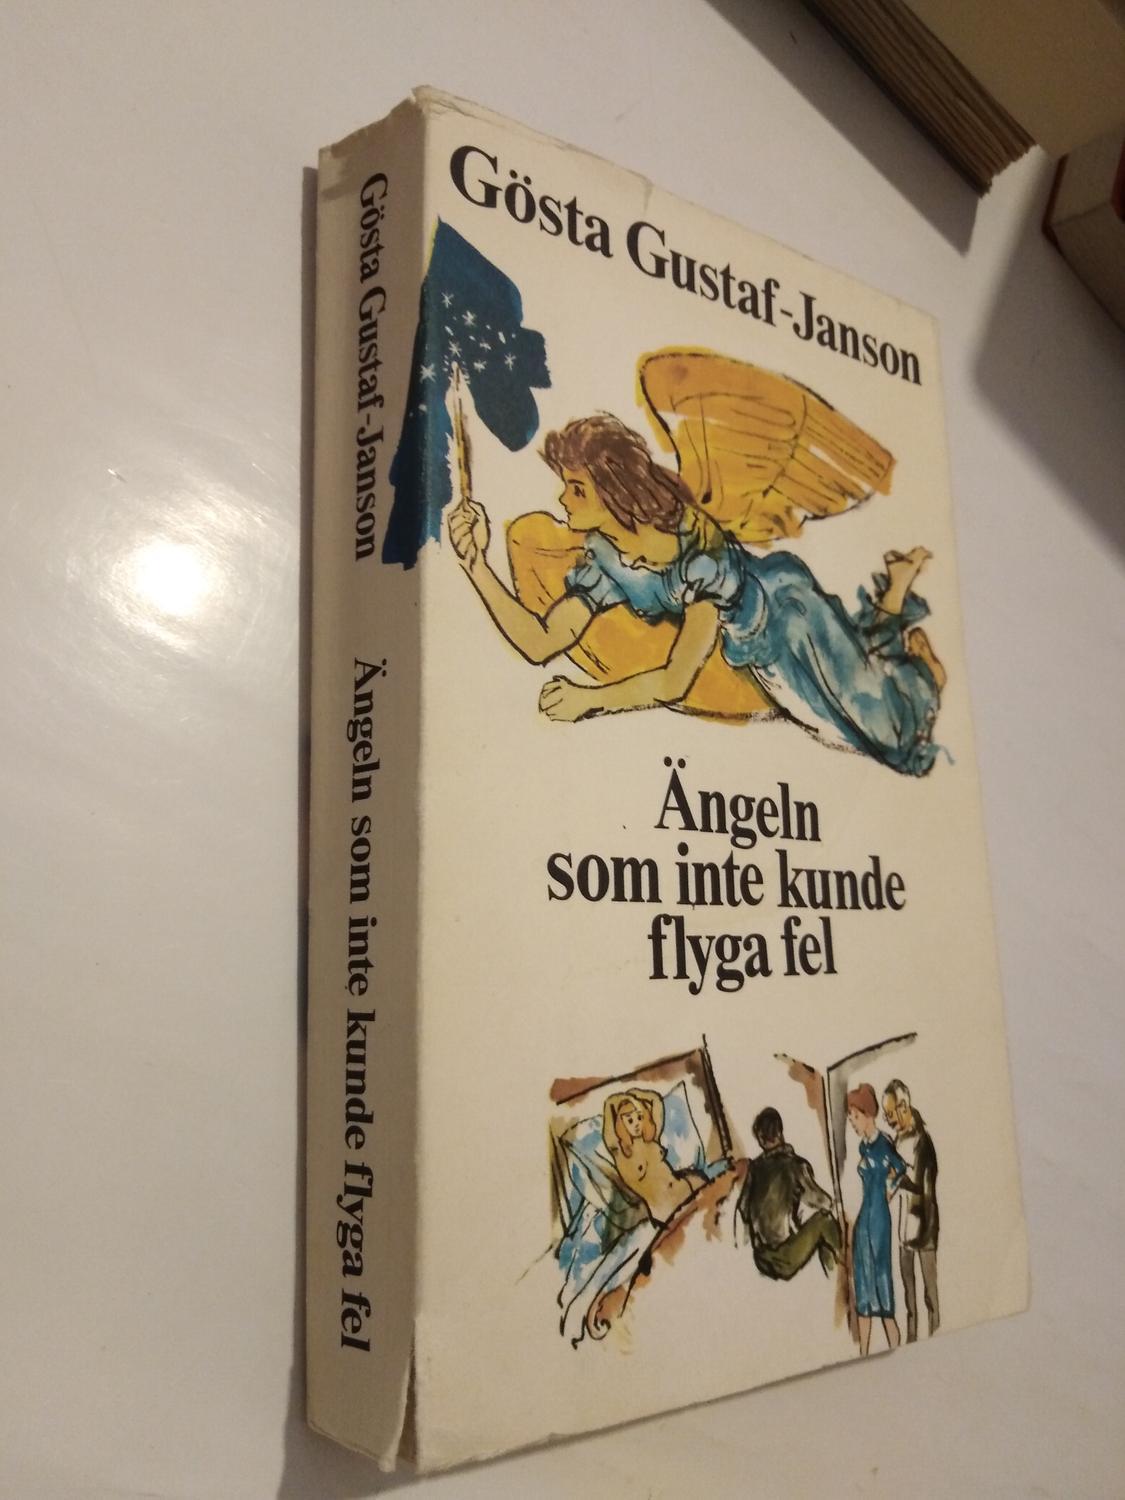 Gösta Gustaf-Janson
Ängeln
som inte kunde
flyga fel
Gösta Gustaf-Janson Ängeln som inte kunde flyga fel